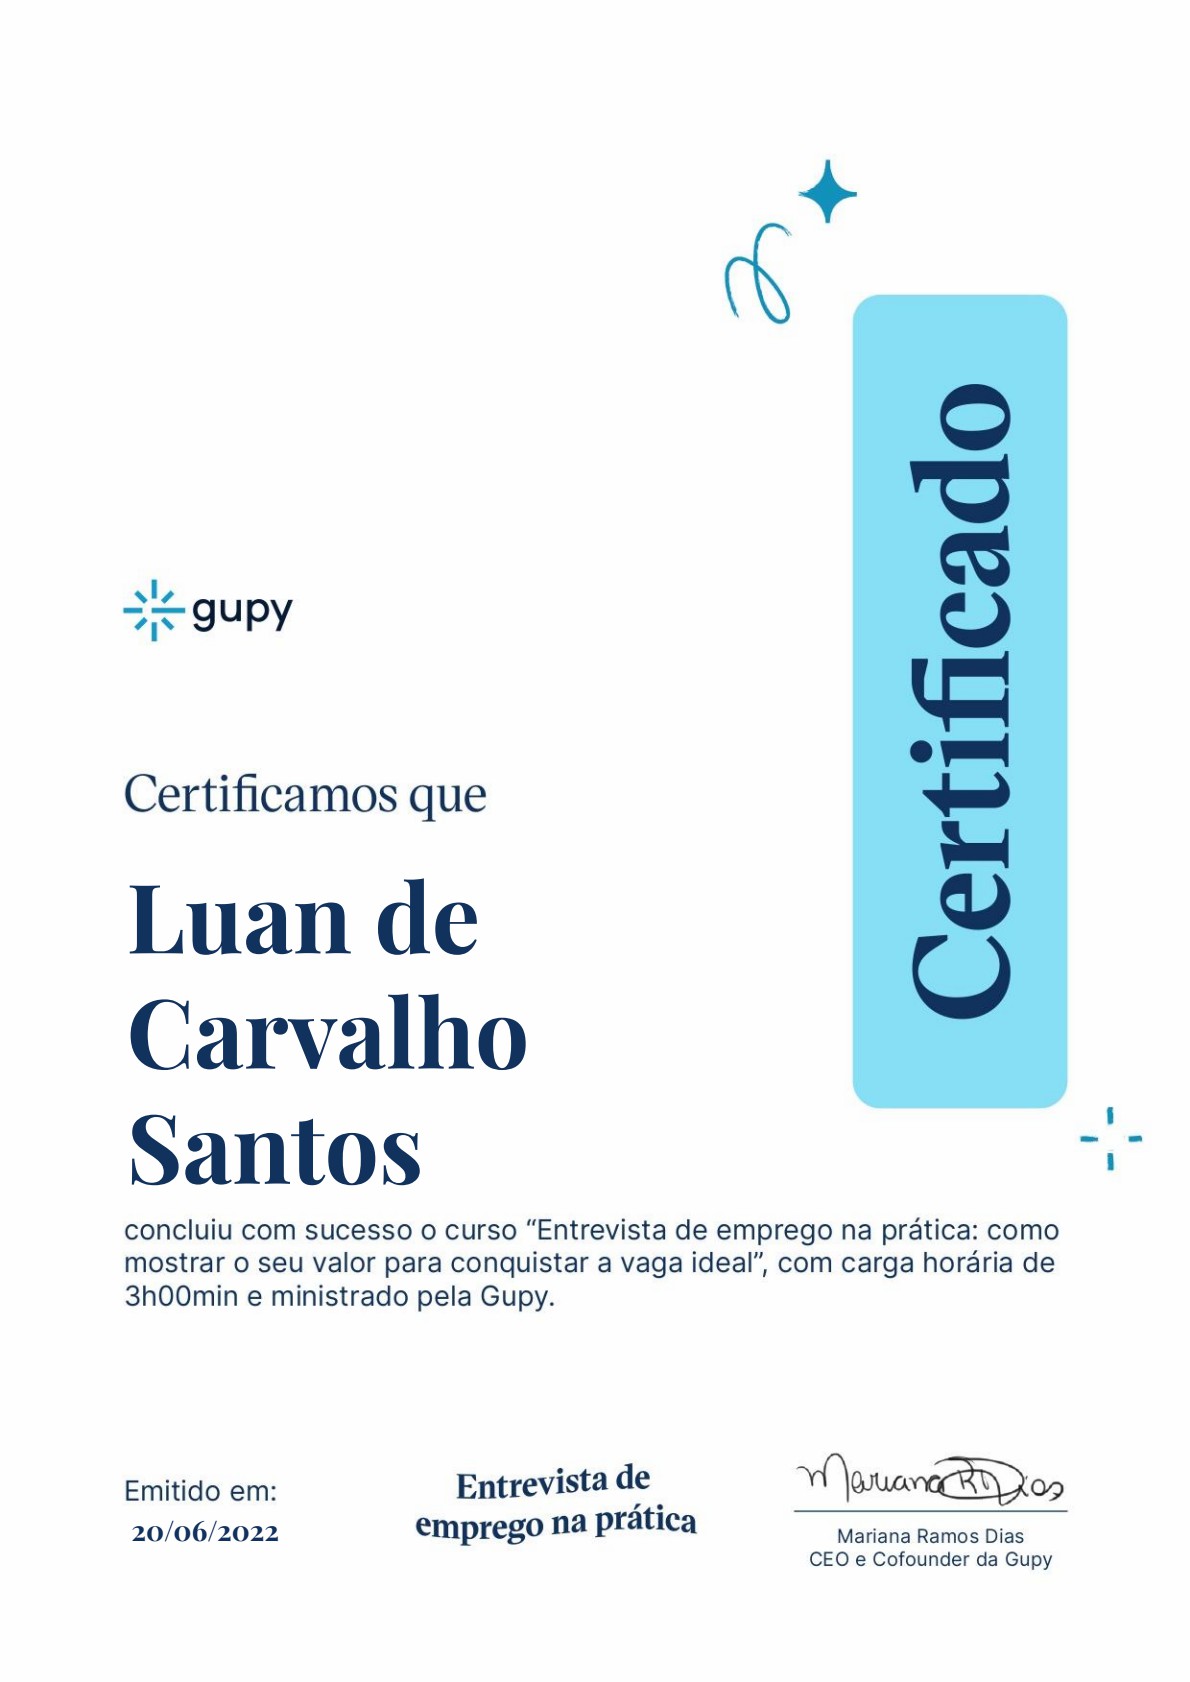 Certificado
gupy
Certificamos que
Luan de
Carvalho
Santos
concluiu com sucesso o curso “Entrevista de emprego na prática: como
mostrar o seu valor para conquistar a vaga ideal”, com carga horária de
3h00min e ministrado pela Gupy.
Emitido em:
20/06/2022
Entrevista de
emprego na prática
Mariana R Dias
Mariana Ramos Dias
CEO e Cofounder da Gupy